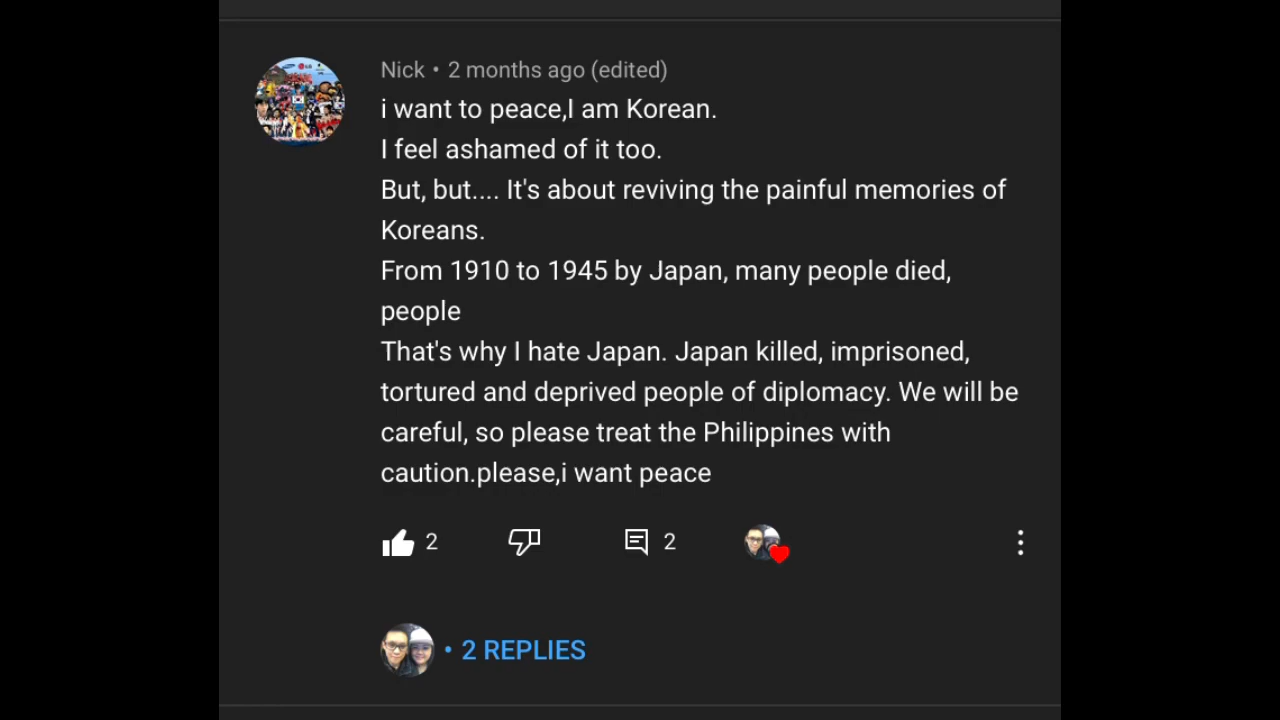 Nick • 2 months ago (edited)
i want to peace,I am Korean.
I feel ashamed of it too.
But, but.... It's about reviving the painful memories of
Koreans.
From 1910 to 1945 by Japan, many people died,
people
That's why I hate Japan. Japan killed, imprisoned,
tortured and deprived people of diplomacy. We will be
careful, so please treat the Philippines with
caution.please,i want peace
2 2
• 2 REPLIES